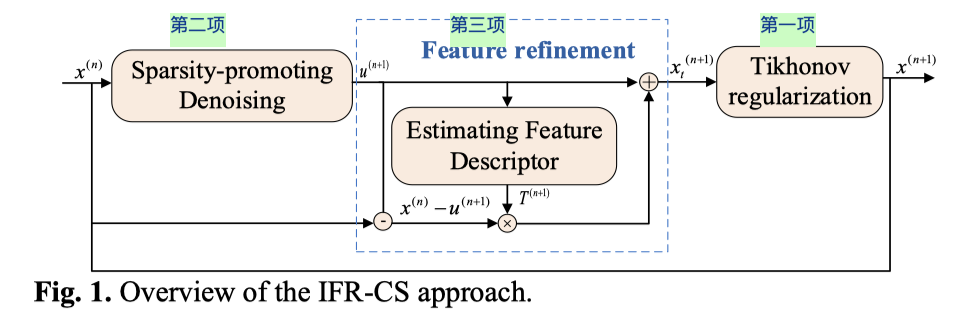 第二项
第三项
第一项
Feature refinement
x^(n)
Sparsity-promoting
Denoising
u^(n+1)
x_t^(n+1)
Tikhonov
regularization
x^(n+1)
+
Estimating Feature
Descriptor
T^(n+1)
-
x^(n) – u^(n+1)
×
Fig. 1. Overview of the IFR-CS approach.